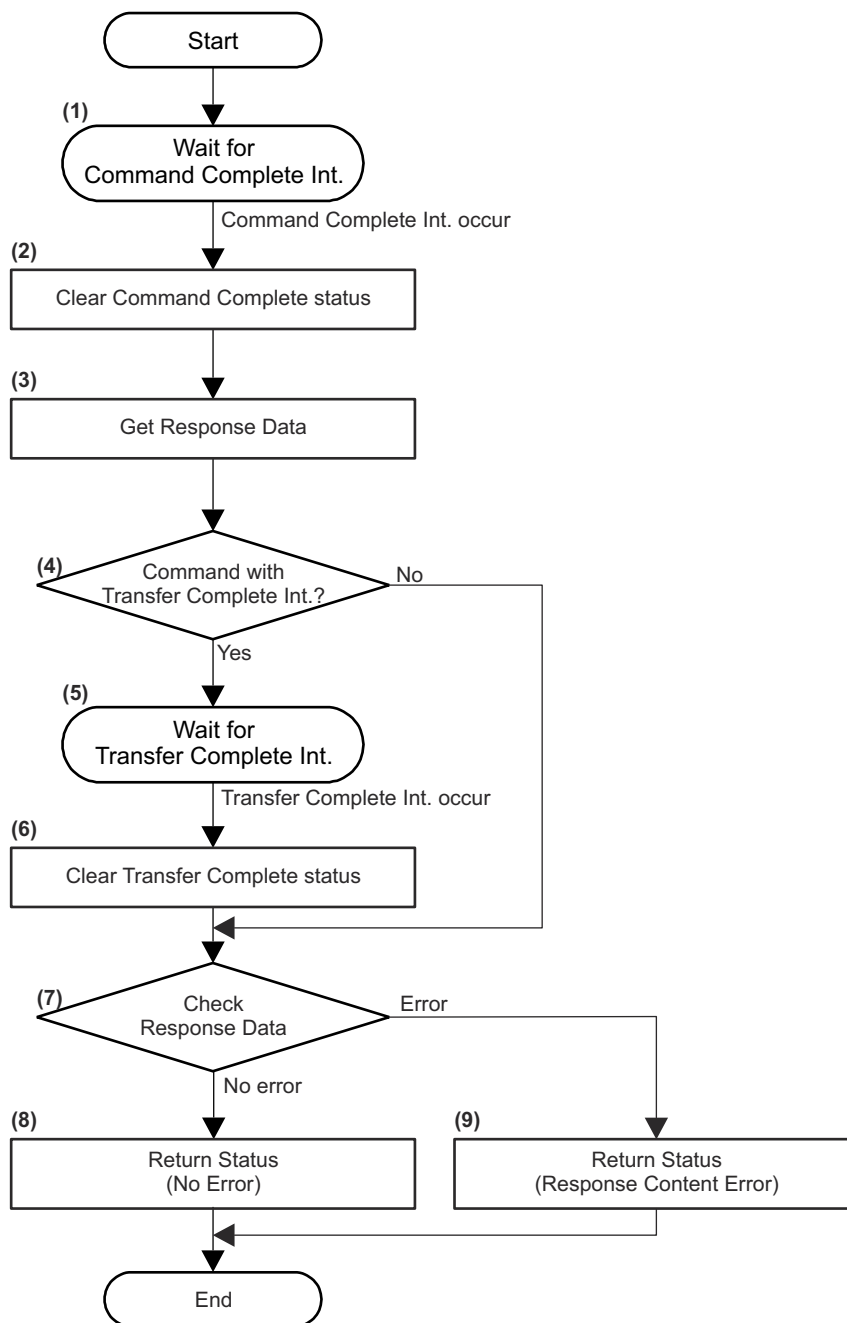 Start
(1)
Wait for
Command Complete Int.
Command Complete Int. occur
(2)
Clear Command Complete status
(3)
Get Response Data
(4)
Command with
Transfer Complete Int.?
No
Yes
(5)
Wait for
Transfer Complete Int.
Transfer Complete Int. occur
(6)
Clear Transfer Complete status
(7)
Check
Response Data
Error
No error
(8)
Return Status
(No Error)
(9)
Return Status
(Response Content Error)
End